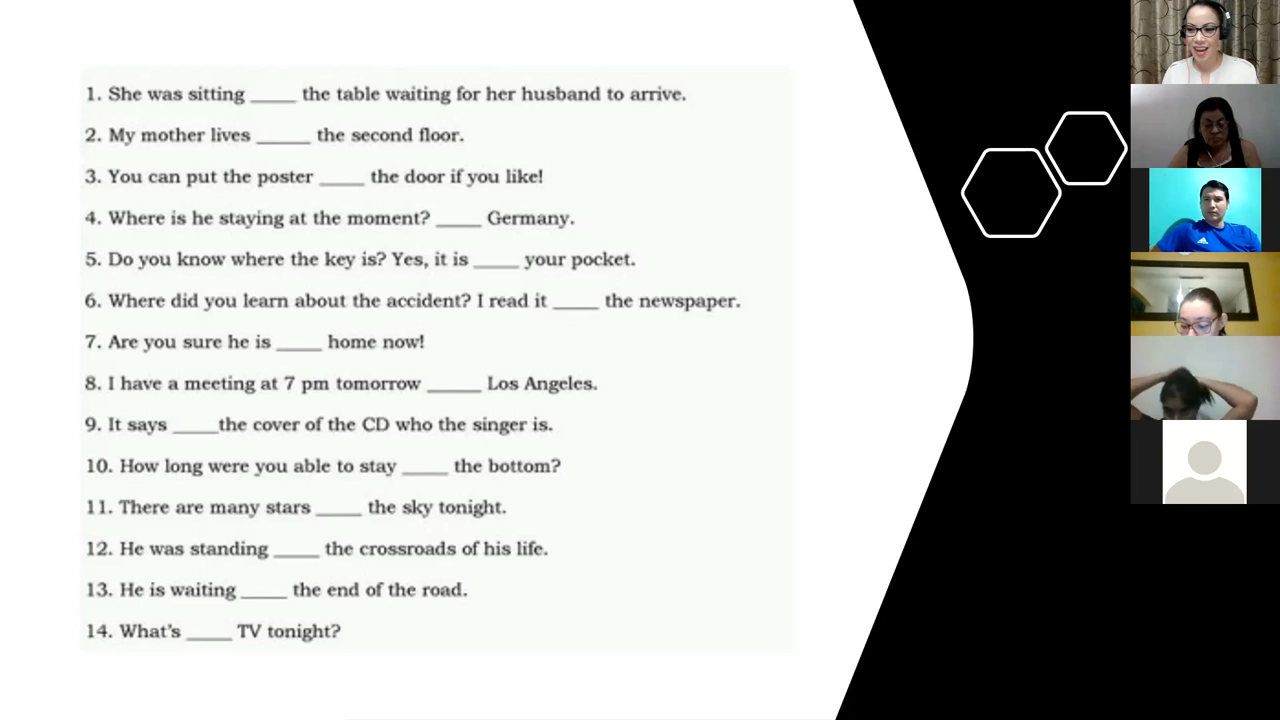 1. She was sitting _____ the table waiting for her husband to arrive.
2. My mother lives ______ the second floor.
3. You can put the poster _____ the door if you like!
4. Where is he staying at the moment? _____ Germany.
5. Do you know where the key is? Yes, it is _____ your pocket.
6. Where did you learn about the accident? I read it _____ the newspaper.
7. Are you sure he is _____ home now!
8. I have a meeting at 7 pm tomorrow ______ Los Angeles.
9. It says _____the cover of the CD who the singer is.
10. How long were you able to stay _____ the bottom?
11. There are many stars _____ the sky tonight.
12. He was standing _____ the crossroads of his life.
13. He is waiting _____ the end of the road.
14. What's _____ TV tonight?